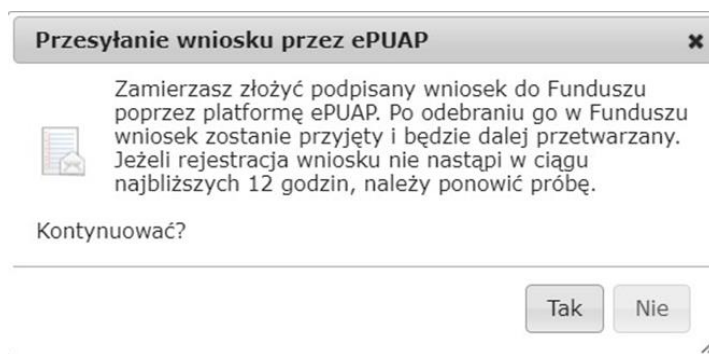 Przesyłanie wniosku przez ePUAP
Zamierzasz złożyć podpisany wniosek do Funduszu
poprzez platformę ePUAP. Po odebraniu go w Funduszu
wniosek zostanie przyjęty i będzie dalej przetwarzany.
Jeżeli rejestracja wniosku nie nastąpi w ciągu
najbliższych 12 godzin, należy ponowić próbę.
Kontynuować?
Tak Nie